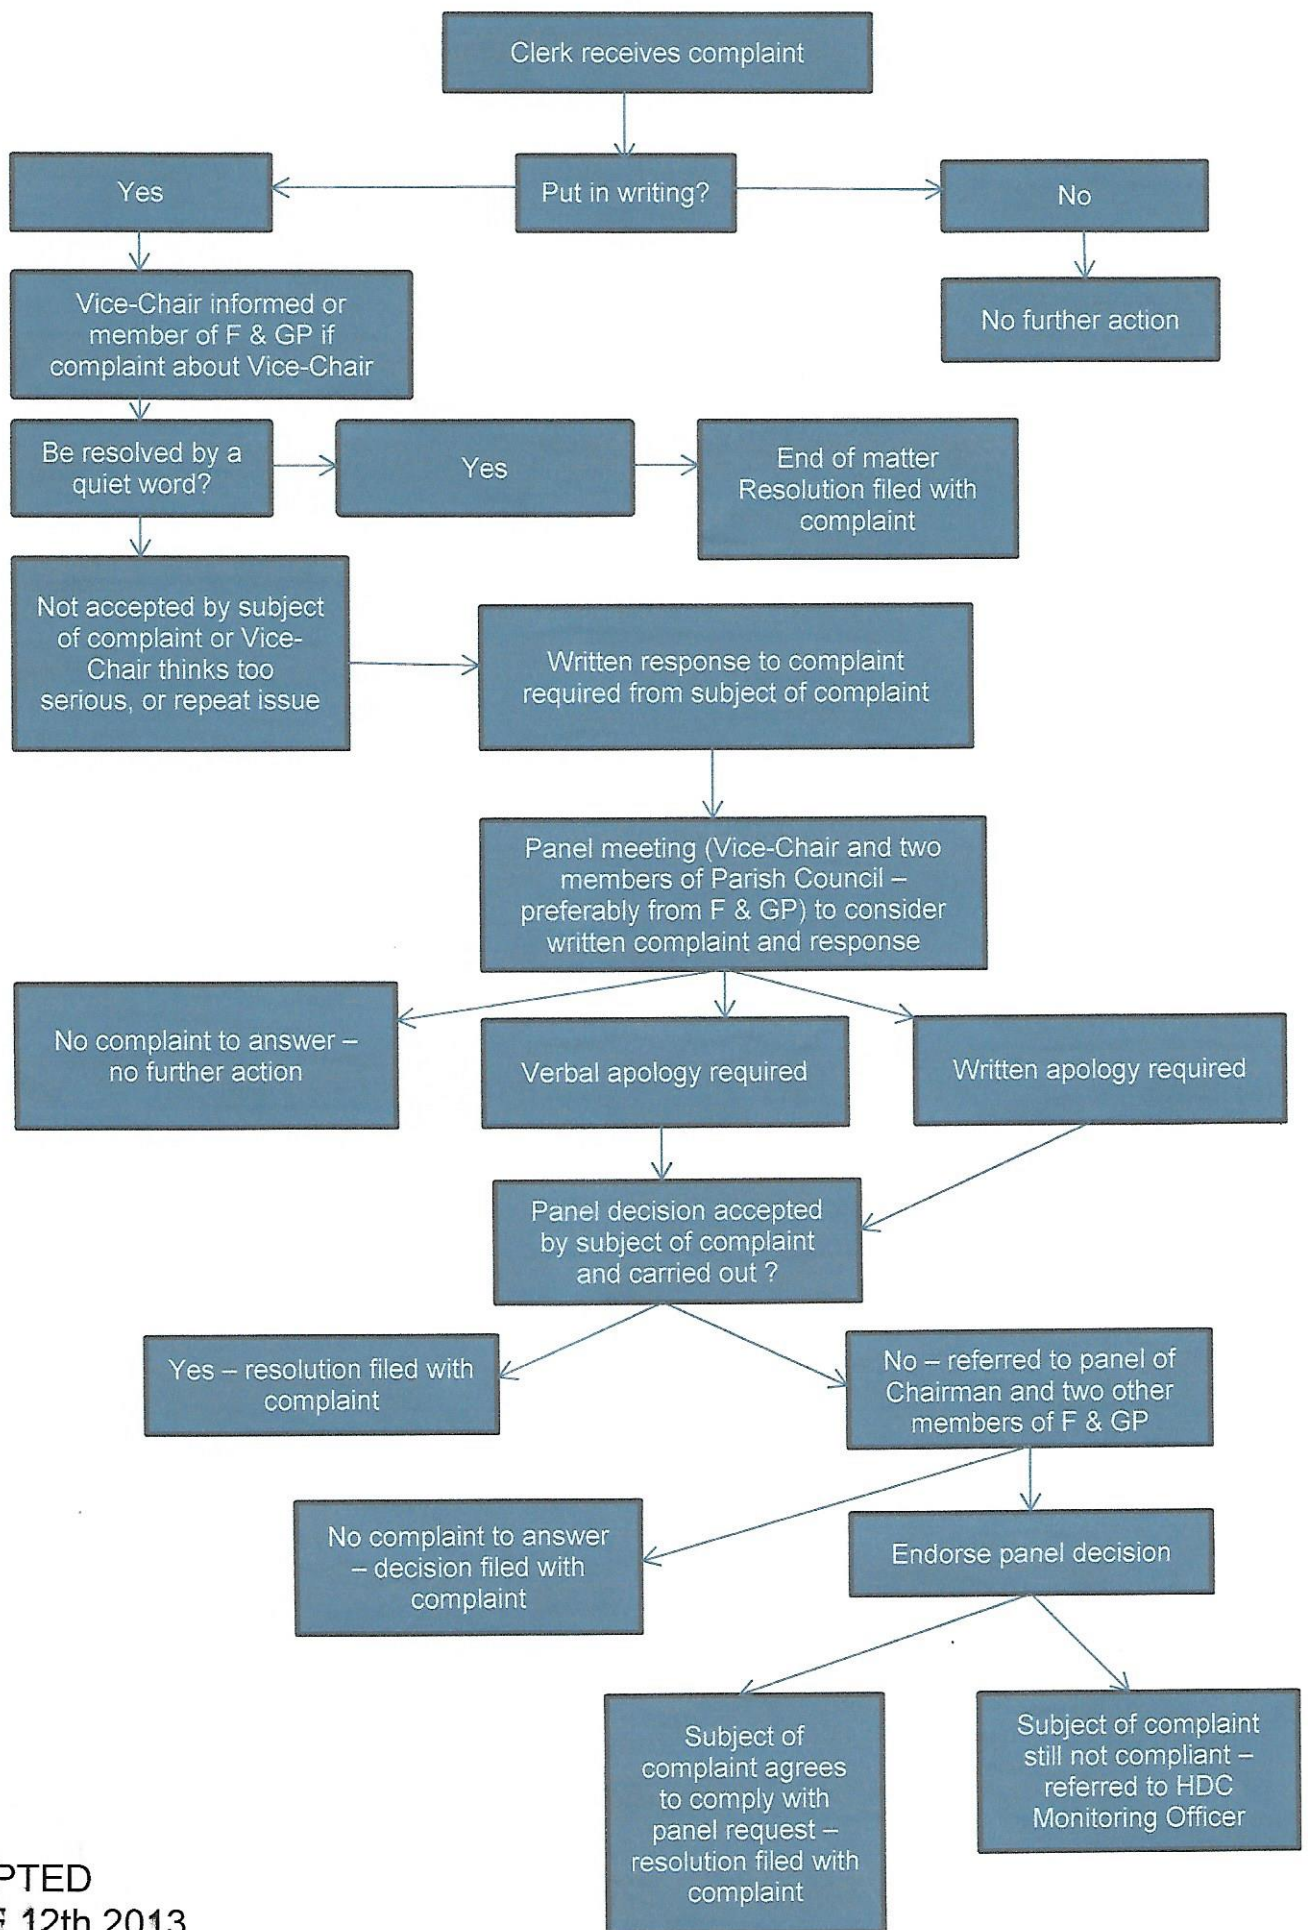 Clerk receives complaint
Yes
Put in writing?
No
Vice-Chair informed or
member of F & GP if
complaint about Vice-Chair
No further action
Be resolved by a
quiet word?
Yes
End of matter
Resolution filed with
complaint
Not accepted by subject
of complaint or Vice-
Chair thinks too
serious, or repeat issue
Written response to complaint
required from subject of complaint
Panel meeting (Vice-Chair and two
members of Parish Council –
preferably from F & GP) to consider
written complaint and response
No complaint to answer –
no further action
Verbal apology required
Written apology required
Panel decision accepted
by subject of complaint
and carried out ?
Yes – resolution filed with
complaint
No – referred to panel of
Chairman and two other
members of F & GP
No complaint to answer
– decision filed with
complaint
Endorse panel decision
Subject of
complaint agrees
to comply with
panel request –
resolution filed with
complaint
Subject of complaint
still not compliant –
referred to HDC
Monitoring Officer
PTED
12th 2013